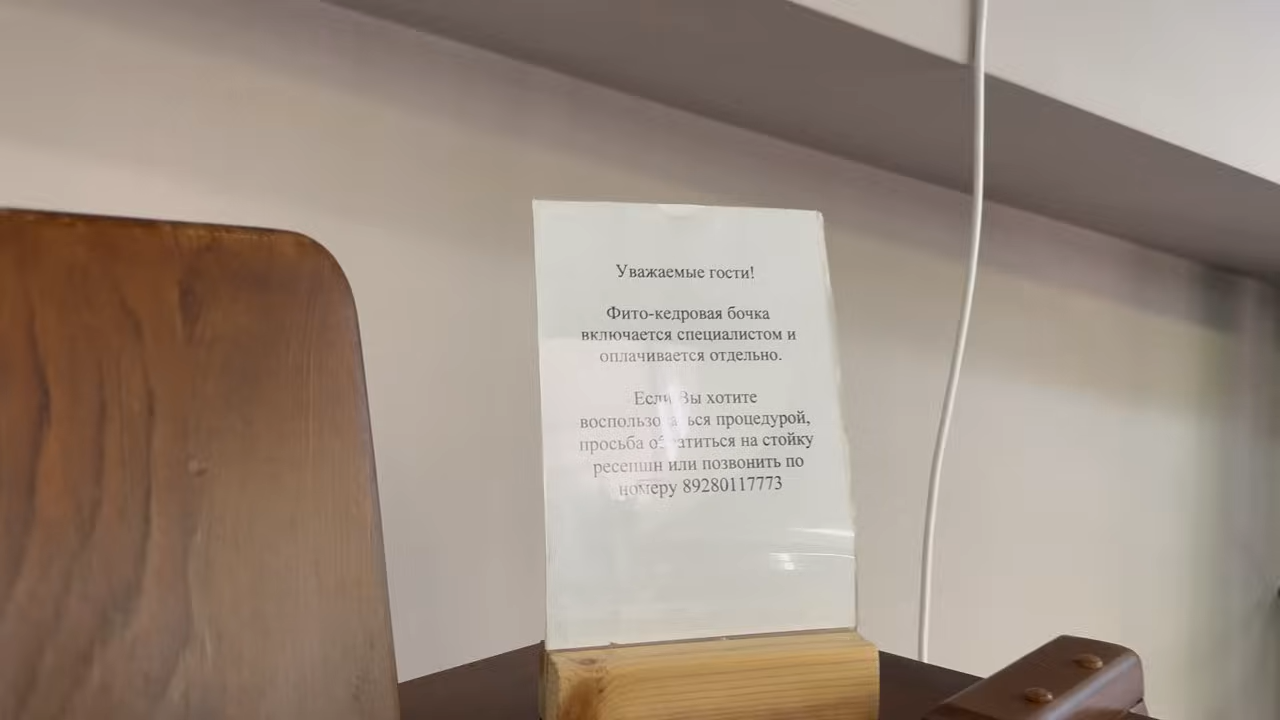 Уважаемые гости!
Фито-кедровая бочка
включается специалистом и
оплачивается отдельно.
Если Вы хотите
воспользоваться процедурой,
просьба обратиться на стойку
ресепшн или позвонить по
номеру 89280117773